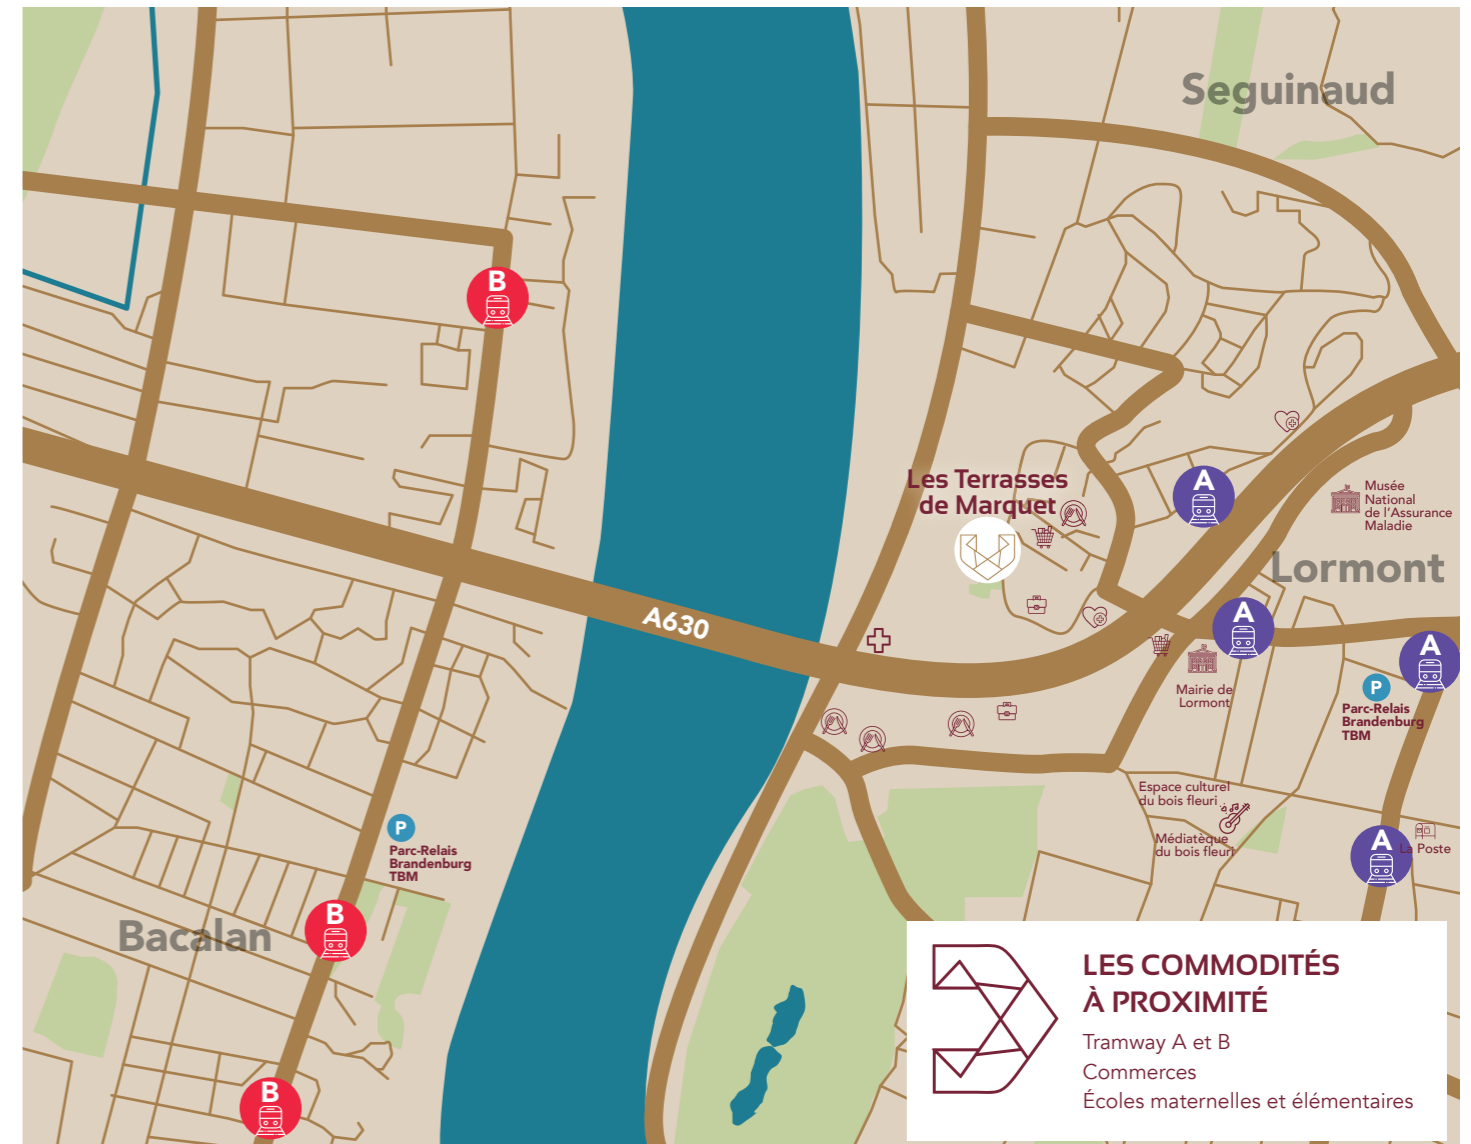 Seguinaud
B
Les Terrasses
de Marquet
A
Musée
National
de l'Assurance
Maladie
Lormont
A630
A
A
Mairie de
Lormont
P
Parc-Relais
Brandenburg
TBM
Espace culturel
du bois fleuri
Médiatèque
du bois fleuri
A
La Poste
P
Parc-Relais
Brandenburg
TBM
B
Bacalan
B
LES COMMODITÉS
À PROXIMITÉ
Tramway A et B
Commerces
Écoles maternelles et élémentaires